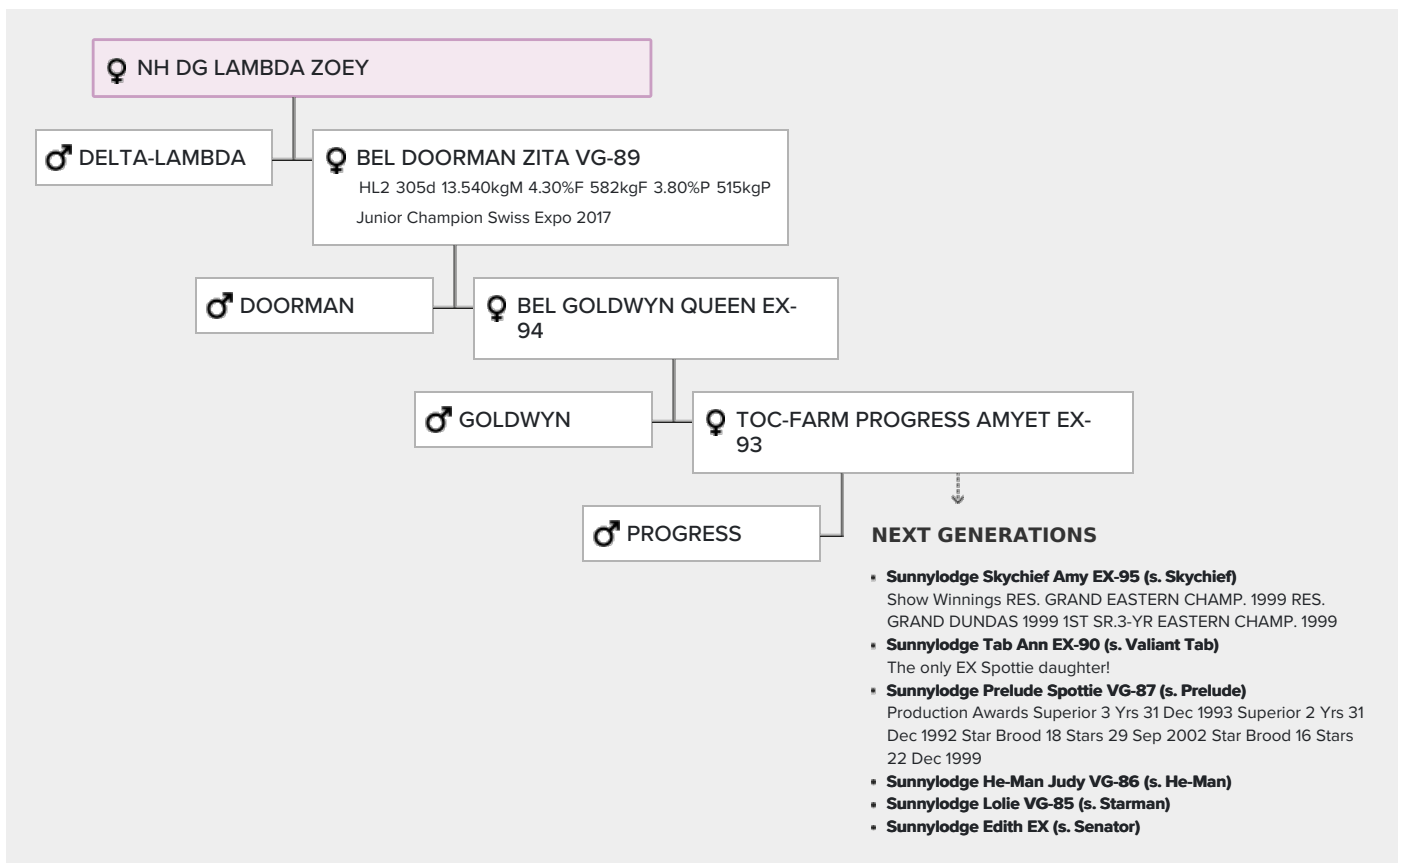 NH DG LAMBDA ZOEY
DELTA-LAMBDA
BEL DOORMAN ZITA VG-89
HL2 305d 13.540kgM 4.30%F 582kgF 3.80%P 515kgP
Junior Champion Swiss Expo 2017
DOORMAN
BEL GOLDWYN QUEEN EX-
94
GOLDWYN
TOC-FARM PROGRESS AMYET EX-
93
PROGRESS
NEXT GENERATIONS
Sunnylodge Skychief Amy EX-95 (s. Skychief)
Show Winnings RES. GRAND EASTERN CHAMP. 1999 RES.
GRAND DUNDAS 1999 1ST SR.3-YR EASTERN CHAMP. 1999
Sunnylodge Tab Ann EX-90 (s. Valiant Tab)
The only EX Spottie daughter!
Sunnylodge Prelude Spottie VG-87 (s. Prelude)
Production Awards Superior 3 Yrs 31 Dec 1993 Superior 2 Yrs 31
Dec 1992 Star Brood 18 Stars 29 Sep 2002 Star Brood 16 Stars
22 Dec 1999
Sunnylodge He-Man Judy VG-86 (s. He-Man)
Sunnylodge Lolie VG-85 (s. Starman)
Sunnylodge Edith EX (s. Senator)